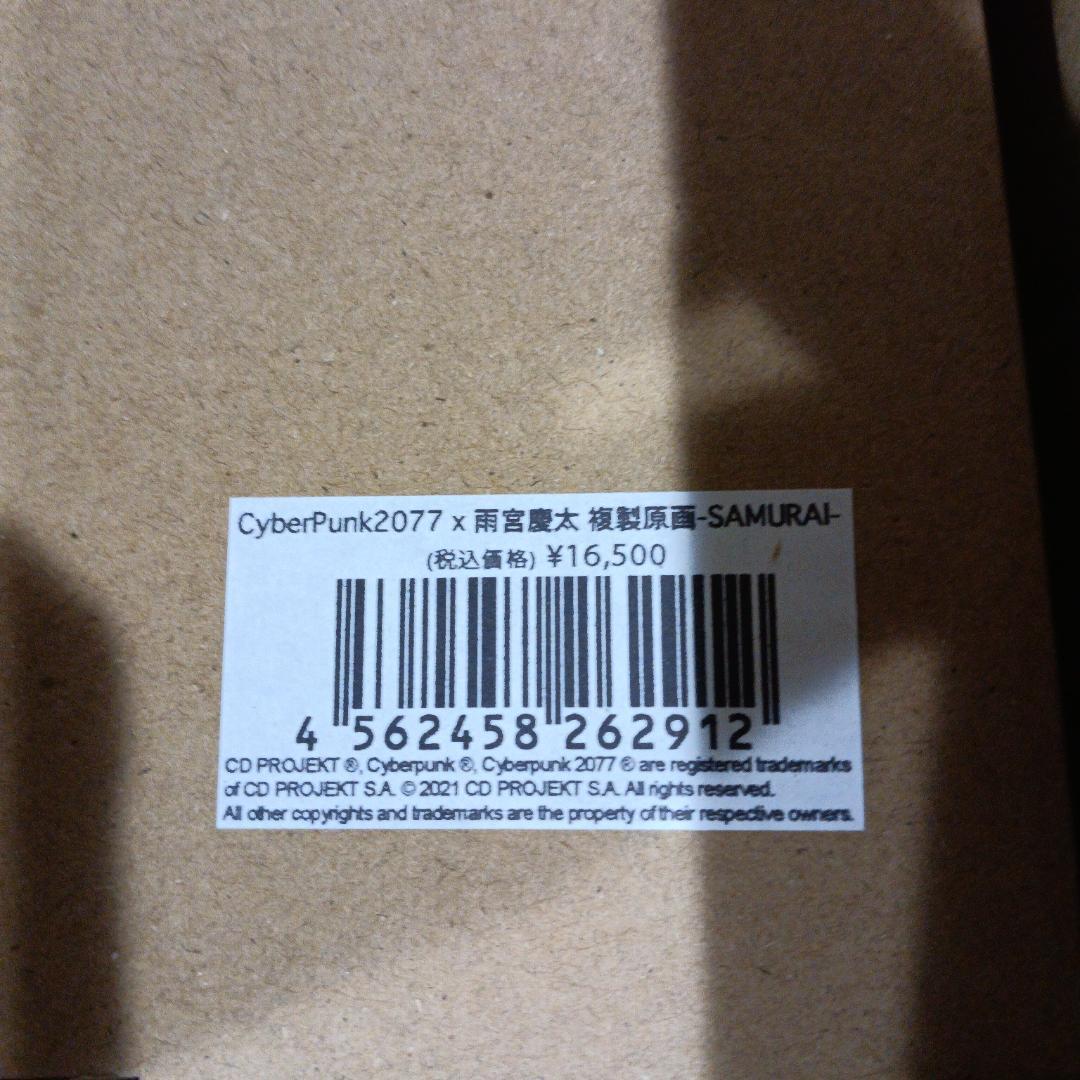 CyberPunk2077 x 雨宮慶太 複製原画-SAMURAI-
(税込価格) ¥16,500
4 562458 262912
CD PROJEKT ®, Cyberpunk ®, Cyberpunk 2077 ® are registered trademarks
of CD PROJEKT S.A. © 2021 CD PROJEKT S.A. All rights reserved.
All other copyrights and trademarks are the property of their respective owners.